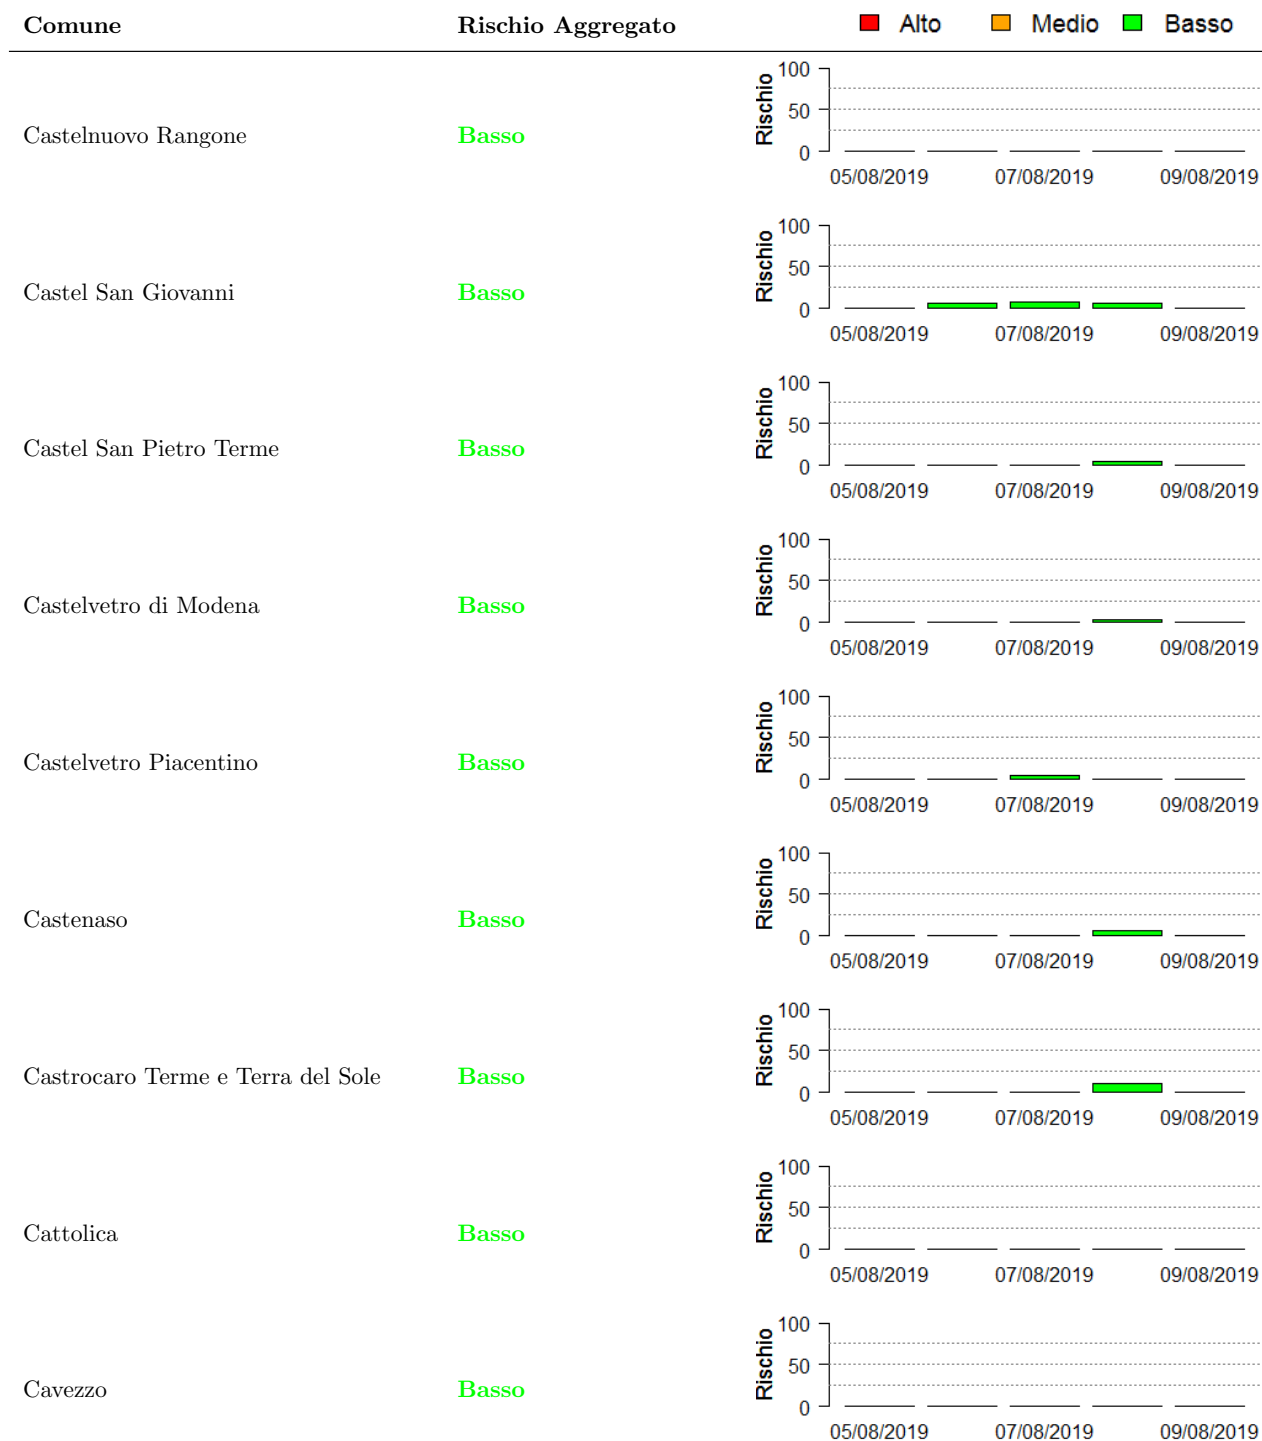 Comune Rischio Aggregato Alto Medio Basso
Castelnuovo Rangone Basso
Rischio
100
50
0
05/08/2019 07/08/2019 09/08/2019
Castel San Giovanni Basso
Rischio
100
50
0
05/08/2019 07/08/2019 09/08/2019
Castel San Pietro Terme Basso
Rischio
100
50
0
05/08/2019 07/08/2019 09/08/2019
Castelvetro di Modena Basso
Rischio
100
50
0
05/08/2019 07/08/2019 09/08/2019
Castelvetro Piacentino Basso
Rischio
100
50
0
05/08/2019 07/08/2019 09/08/2019
Castenaso Basso
Rischio
100
50
0
05/08/2019 07/08/2019 09/08/2019
Castrocaro Terme e Terra del Sole Basso
Rischio
100
50
0
05/08/2019 07/08/2019 09/08/2019
Cattolica Basso
Rischio
100
50
0
05/08/2019 07/08/2019 09/08/2019
Cavezzo Basso
Rischio
100
50
0
05/08/2019 07/08/2019 09/08/2019